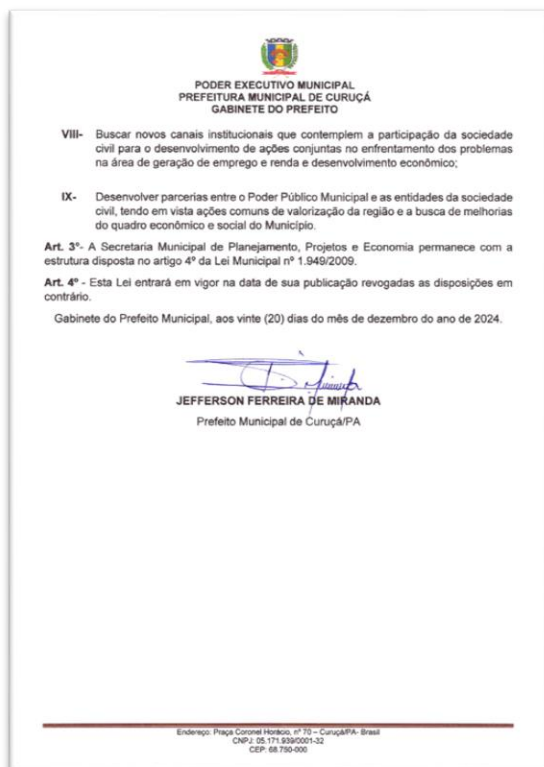 PODER EXECUTIVO MUNICIPAL
PREFEITURA MUNICIPAL DE CURUÇÁ
GABINETE DO PREFEITO
VIII- Buscar novos canais institucionais que contemplem a participação da sociedade
civil para o desenvolvimento de ações conjuntas no enfrentamento dos problemas
na área de geração de emprego e renda e desenvolvimento econômico;
IX- Desenvolver parcerias entre o Poder Público Municipal e as entidades da sociedade
civil, tendo em vista ações comuns de valorização da região e a busca de melhorias
do quadro econômico e social do Município.
Art. 3º- A Secretaria Municipal de Planejamento, Projetos e Economia permanece com a
estrutura disposta no artigo 4º da Lei Municipal nº 1.949/2009.
Art. 4º - Esta Lei entrará em vigor na data de sua publicação revogadas as disposições em
contrário.
Gabinete do Prefeito Municipal, aos vinte (20) dias do mês de dezembro do ano de 2024.
JEFFERSON FERREIRA DE MIRANDA
Prefeito Municipal de Curuçá/PA
Endereço: Praça Coronel Horácio, nº 70 – Curuçá/PA- Brasil
CNPJ: 05.171.939/0001-32
CEP: 68.750-000